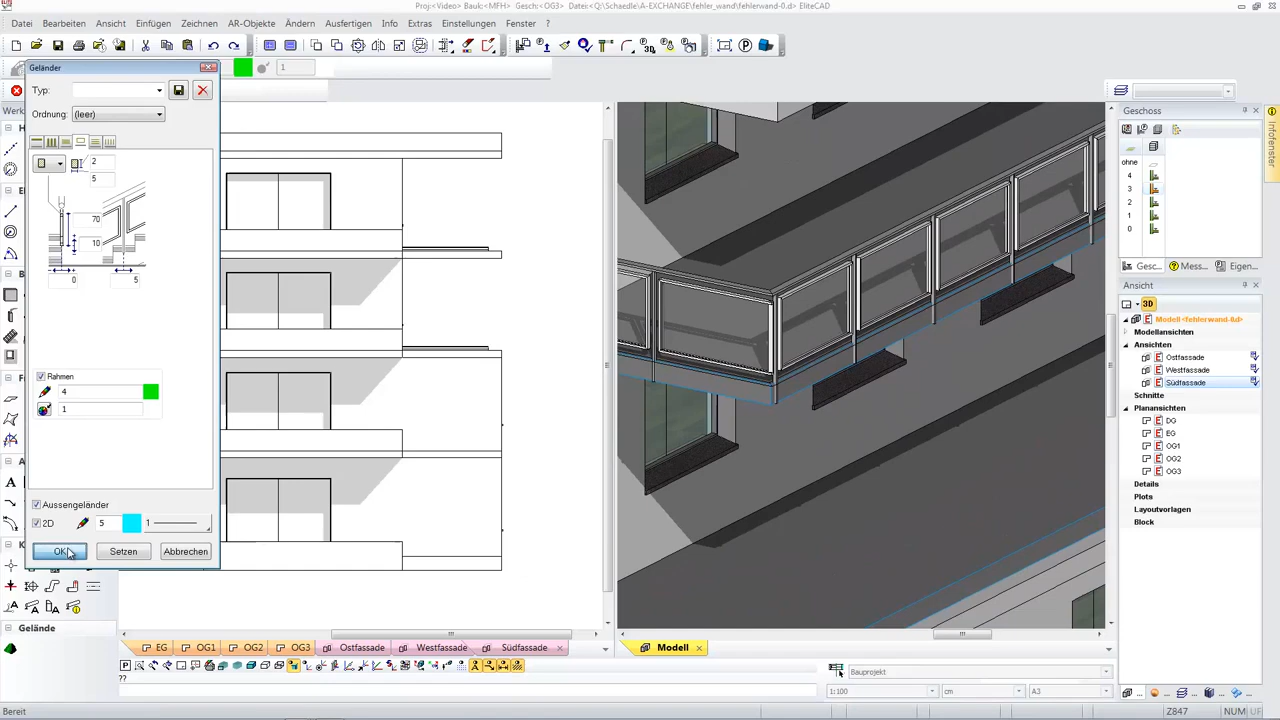 Proj.:Video) Bauk:(MFH) Gesch:(OG3) Datei:(Q:\Schaedle\A-EXCHANGE\fehler_wand\fehlerwand-0.d) EliteCAD
Datei Bearbeiten Ansicht Einfügen Zeichnen AR-Objekte Ändern Ausfertigen Info Extras Einstellungen Fenster ?
Geländer
1
Typ:
Ordnung: (leer)
2
5
70
10
0 5
Rahmen
4
1
Aussengeländer
2D 5 1
OK Setzen Abbrechen
Gelände
EG OG1 OG2 OG3 Ostfassade Westfassade Südfassade
Modell
??
Bereit
Geschoss
ohne
4
3
2
1
0
Gesc... Mess... Eigen...
Infofenster
Ansicht
3D
Modell <fehlerwand-0.d>
Modellansichten
Ansichten
Ostfassade
Westfassade
Südfassade
Schnitte
Planansichten
DG
EG
OG1
OG2
OG3
Details
Plots
Layoutvorlagen
Block
Bauprojekt
1:100 cm A3
Z847 NUM UF